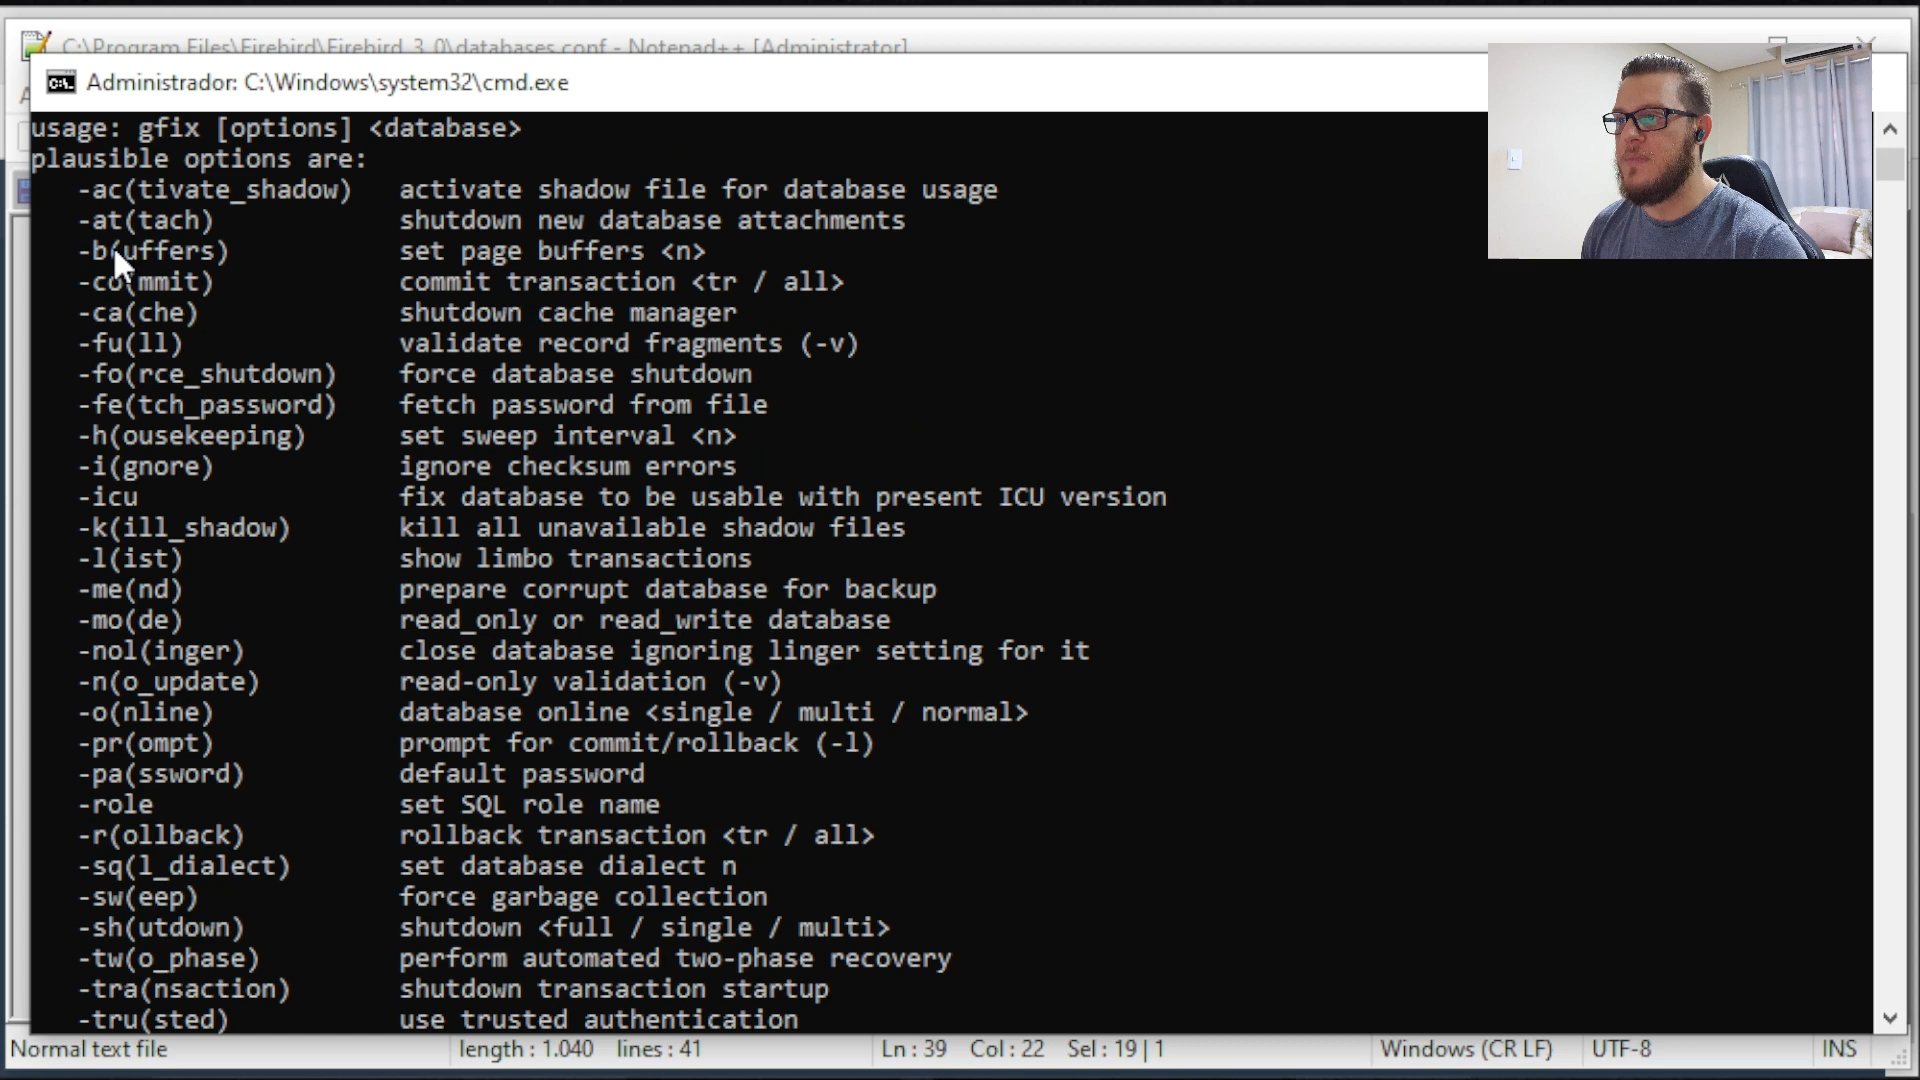 C:\Program Files\Firebird\Firebird_3_0\databases.conf - Notepad++ [Administrator]
Administrador: C:\Windows\system32\cmd.exe
usage: gfix [options] <database>
plausible options are:
-ac(tivate_shadow) activate shadow file for database usage
-at(tach) shutdown new database attachments
-b(uffers) set page buffers <n>
-co(mmit) commit transaction <tr / all>
-ca(che) shutdown cache manager
-fu(ll) validate record fragments (-v)
-fo(rce_shutdown) force database shutdown
-fe(tch_password) fetch password from file
-h(ousekeeping) set sweep interval <n>
-i(gnore) ignore checksum errors
-icu fix database to be usable with present ICU version
-k(ill_shadow) kill all unavailable shadow files
-l(ist) show limbo transactions
-me(nd) prepare corrupt database for backup
-mo(de) read_only or read_write database
-nol(inger) close database ignoring linger setting for it
-n(o_update) read-only validation (-v)
-o(nline) database online <single / multi / normal>
-pr(ompt) prompt for commit/rollback (-l)
-pa(ssword) default password
-role set SQL role name
-r(ollback) rollback transaction <tr / all>
-sq(l_dialect) set database dialect n
-sw(eep) force garbage collection
-sh(utdown) shutdown <full / single / multi>
-tw(o_phase) perform automated two-phase recovery
-tra(nsaction) shutdown transaction startup
-tru(sted) use trusted authentication
Normal text file length : 1.040 lines : 41 Ln : 39 Col : 22 Sel : 19 | 1 Windows (CR LF) UTF-8 INS